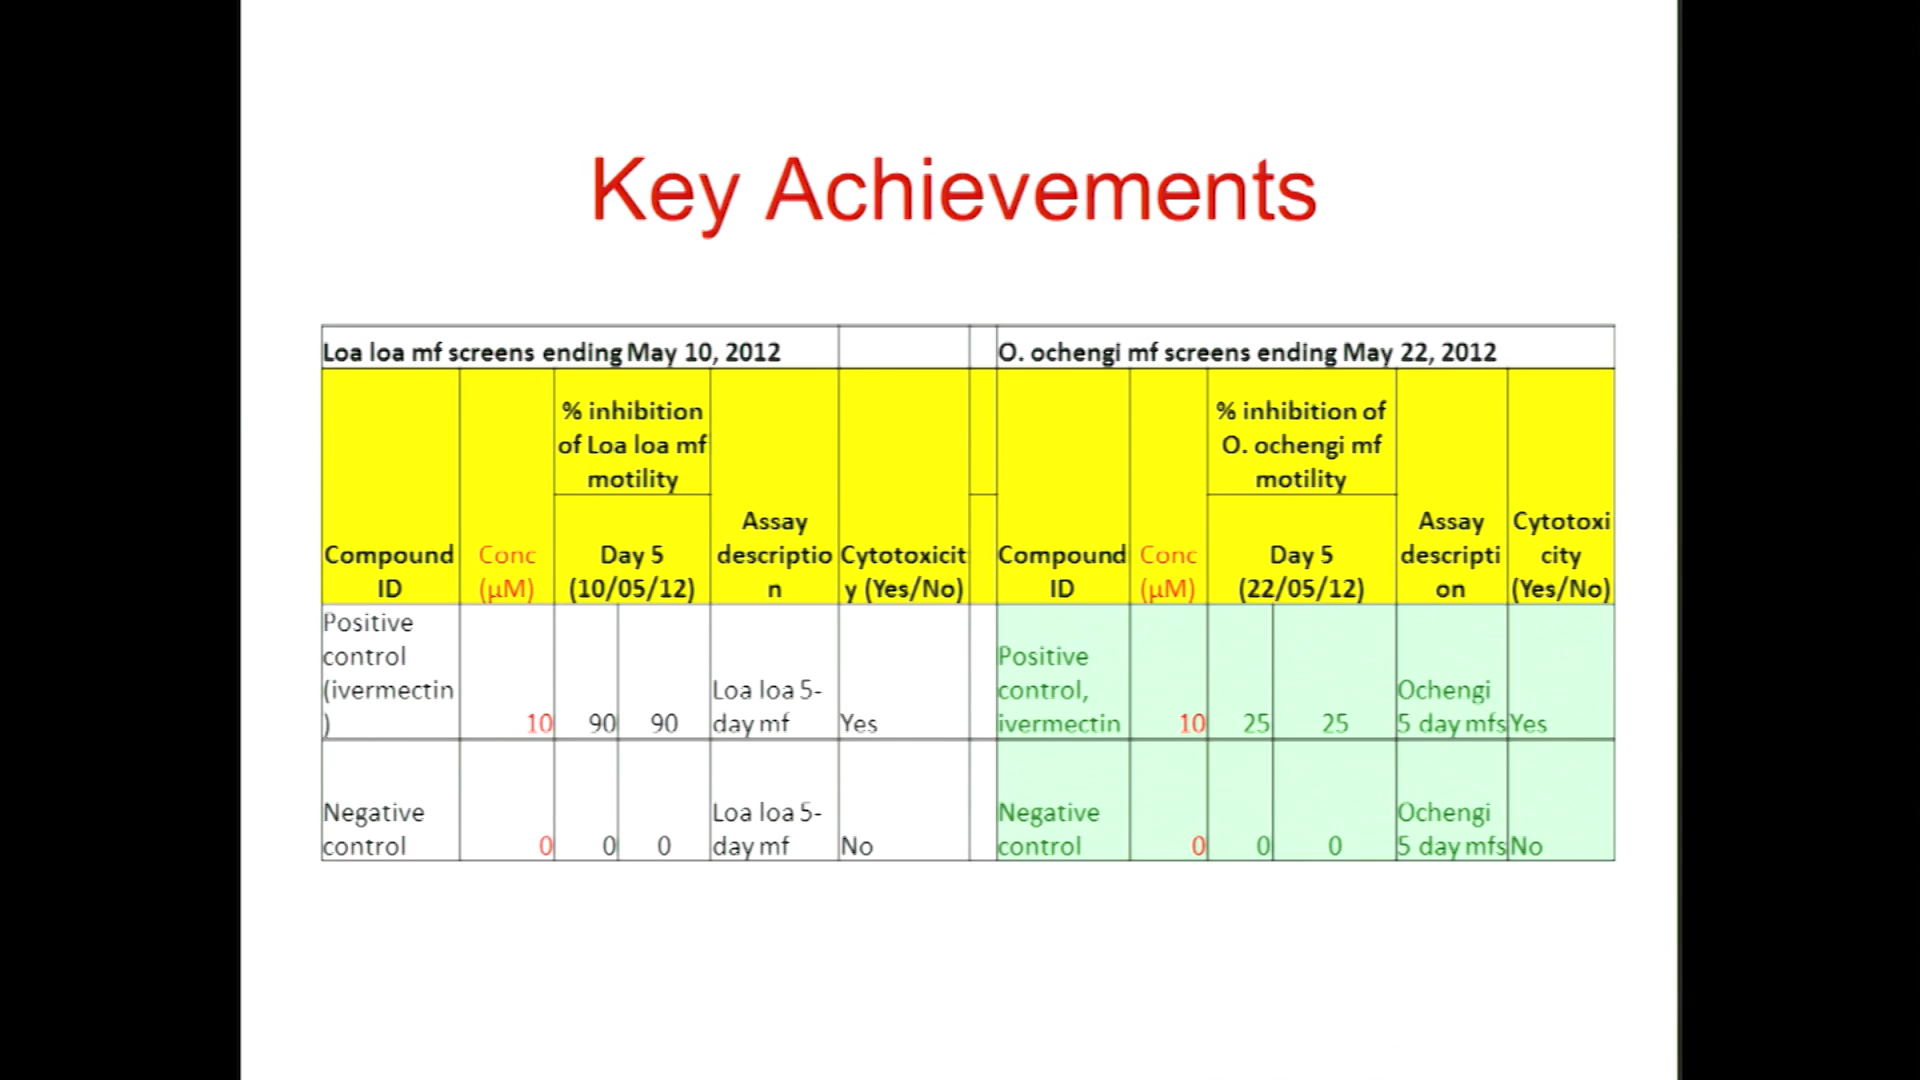 Key Achievements
Loa loa mf screens ending May 10, 2012
O. ochengi mf screens ending May 22, 2012
% inhibition
of Loa loa mf
motility
% inhibition of
O. ochengi mf
motility
Compound
ID
Conc
(µM)
Day 5
(10/05/12)
Assay
descriptio
n
Cytotoxicit
y (Yes/No)
Compound
ID
Conc
(µM)
Day 5
(22/05/12)
Assay
descripti
on
Cytotoxi
city
(Yes/No)
Positive
control
(ivermectin
)
10
90
90
Loa loa 5-
day mf
Yes
Positive
control,
ivermectin
10
25
25
Ochengi
5 day mfs
Yes
Negative
control
0
0
0
Loa loa 5-
day mf
No
Negative
control
0
0
0
Ochengi
5 day mfs
No